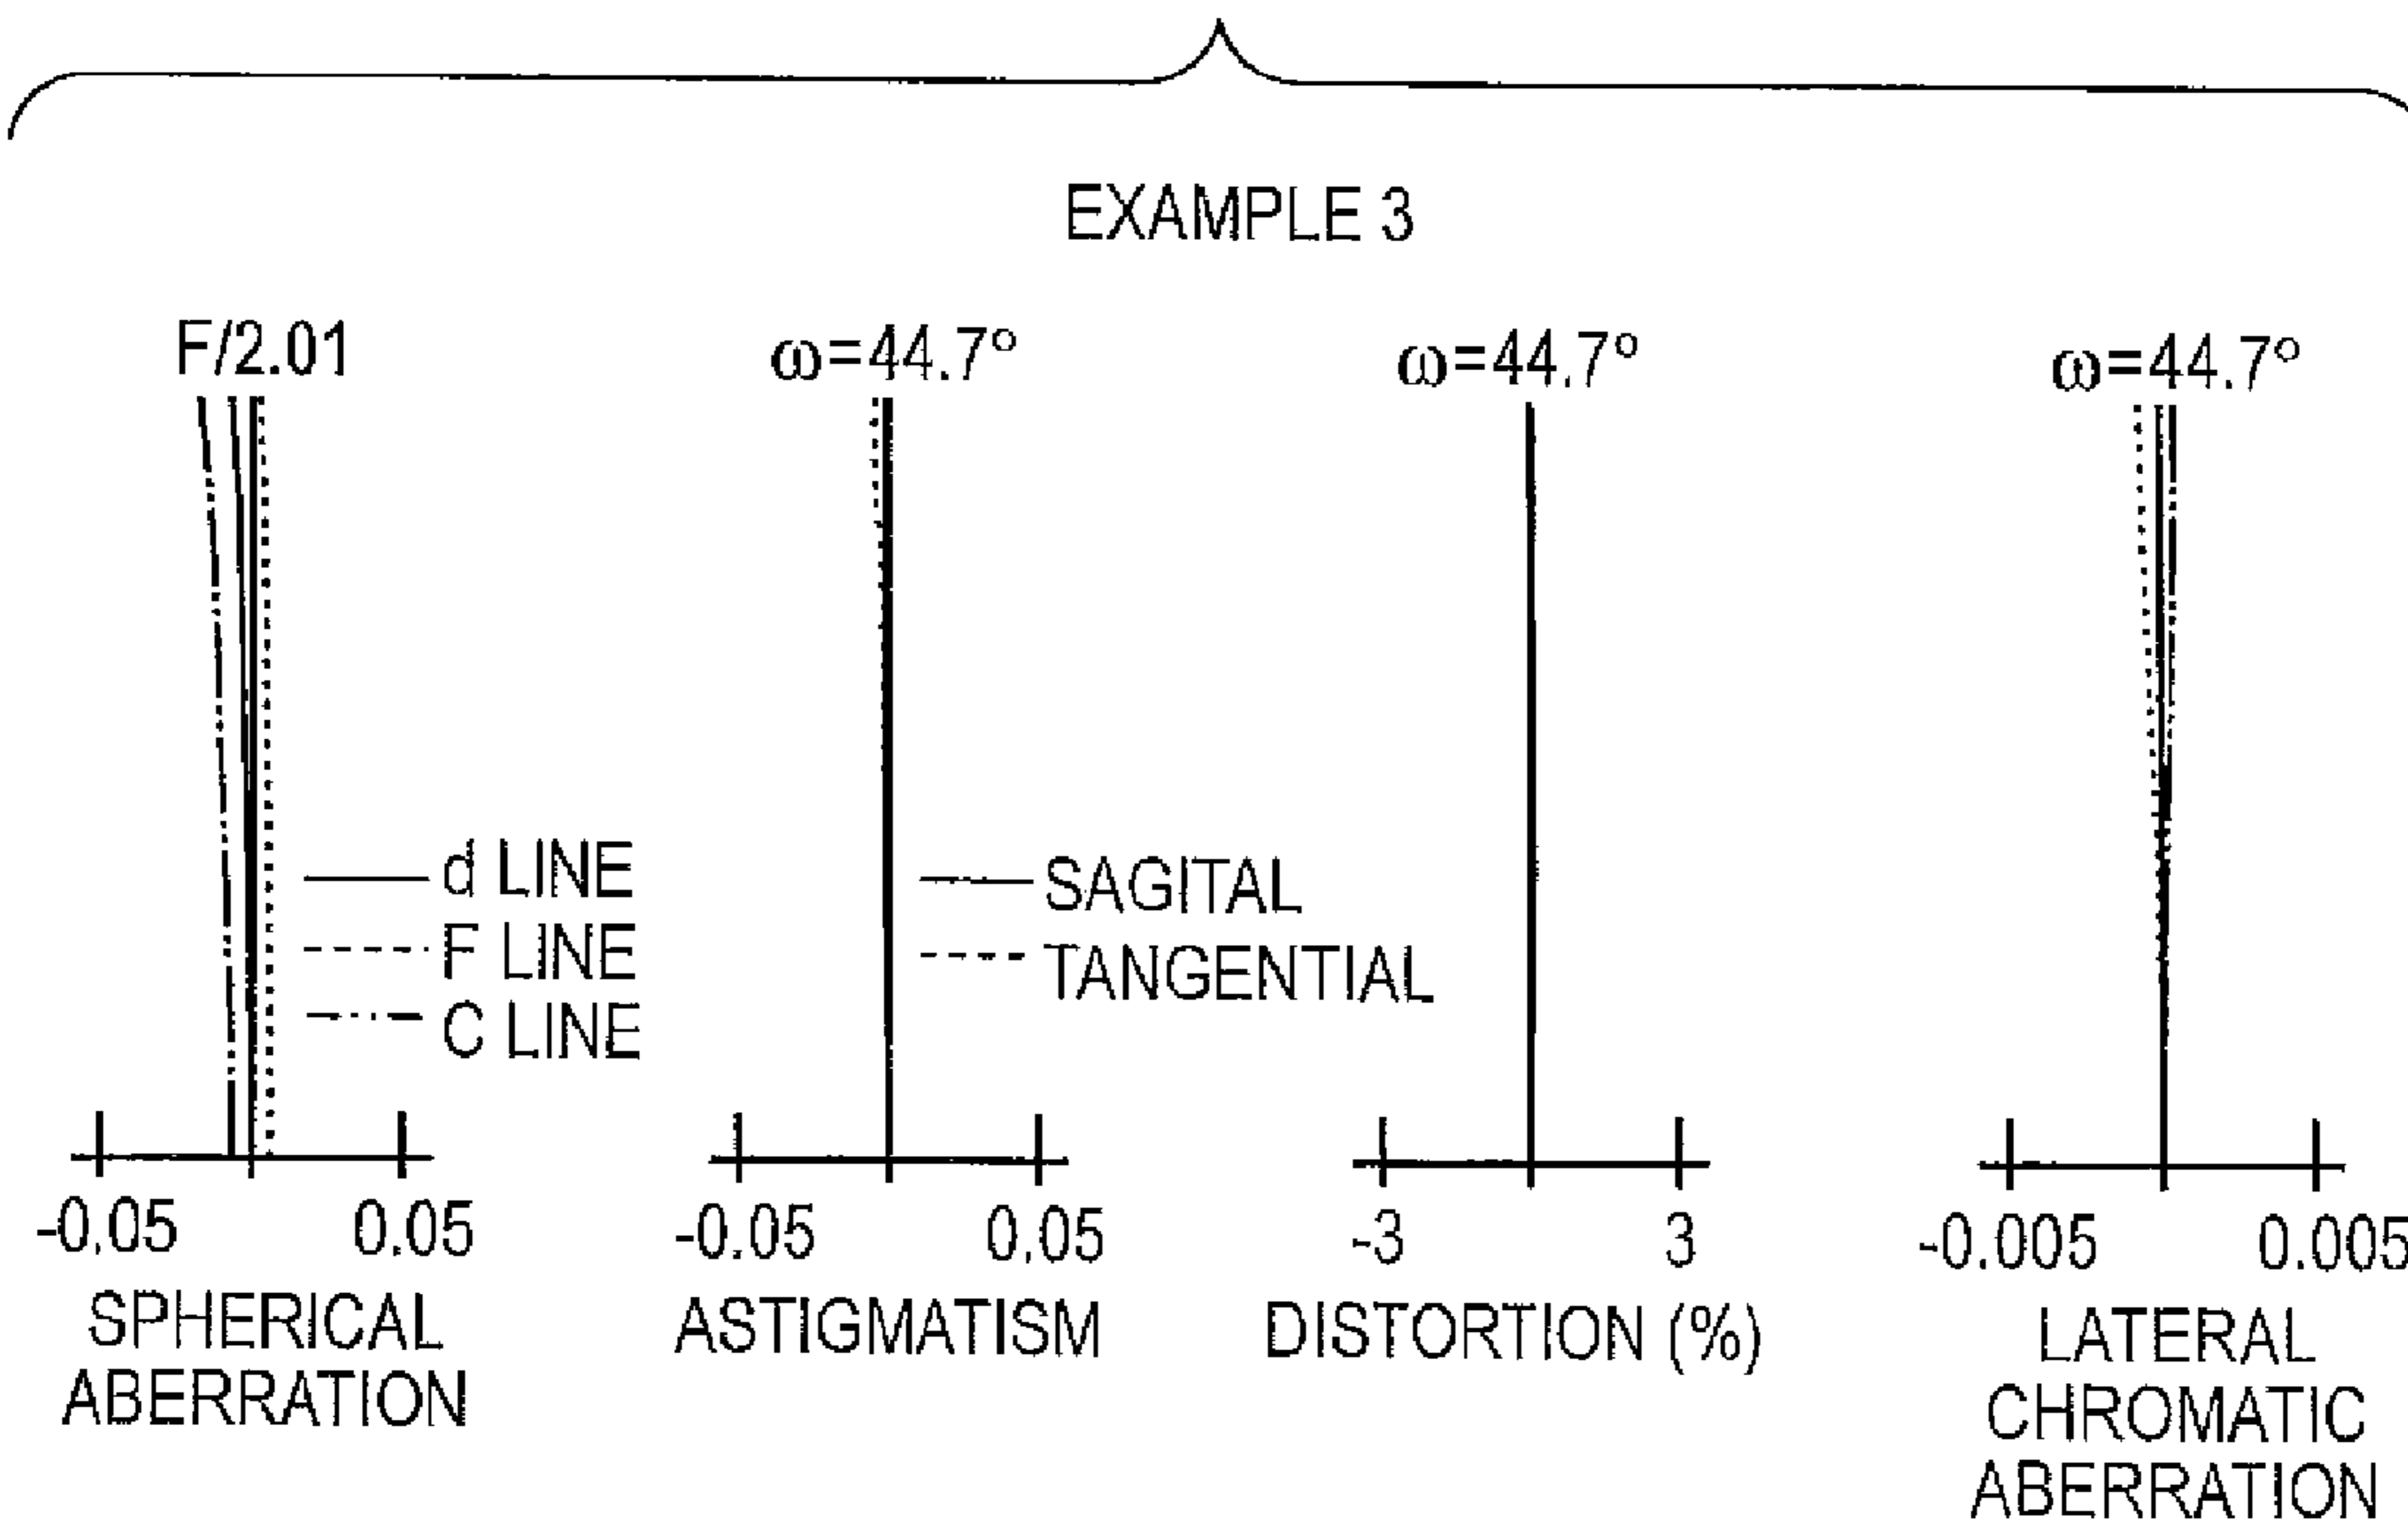 EXAMPLE 3
F/2.01
ω=44.7°
ω=44.7°
ω=44.7°
d LINE
F LINE
C LINE
SAGITAL
TANGENTIAL
-0.05
0.05
-0.05
0.05
-3
3
-0.005
0.005
SPHERICAL
ABERRATION
ASTIGMATISM
DISTORTION (%)
LATERAL
CHROMATIC
ABERRATION